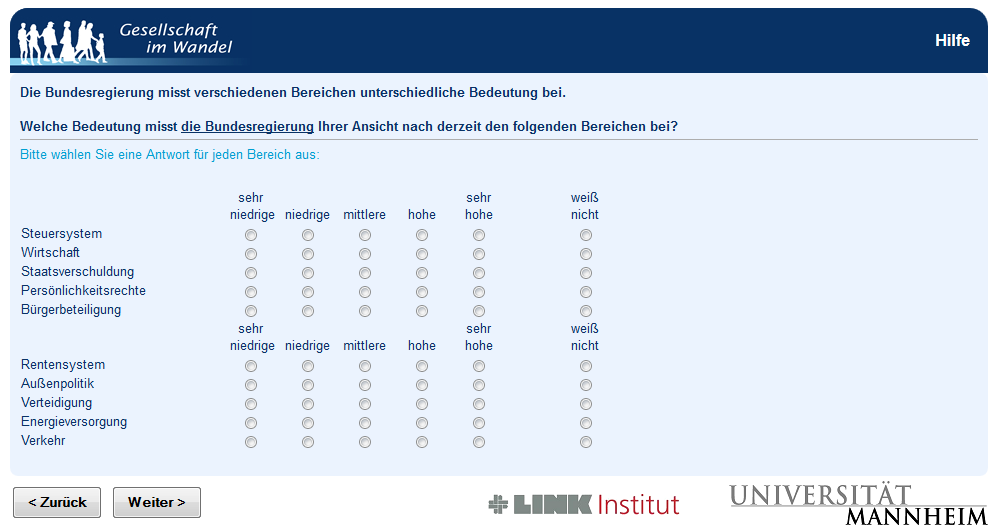 Gesellschaft
im Wandel
Hilfe
Die Bundesregierung misst verschiedenen Bereichen unterschiedliche Bedeutung bei.
Welche Bedeutung misst die Bundesregierung Ihrer Ansicht nach derzeit den folgenden Bereichen bei?
Bitte wählen Sie eine Antwort für jeden Bereich aus:
sehr sehr weiß
niedrige niedrige mittlere hohe hohe nicht
Steuersystem
Wirtschaft
Staatsverschuldung
Persönlichkeitsrechte
Bürgerbeteiligung
sehr sehr weiß
niedrige niedrige mittlere hohe hohe nicht
Rentensystem
Außenpolitik
Verteidigung
Energieversorgung
Verkehr
< Zurück Weiter >
LINK Institut
UNIVERSITÄT
MANNHEIM